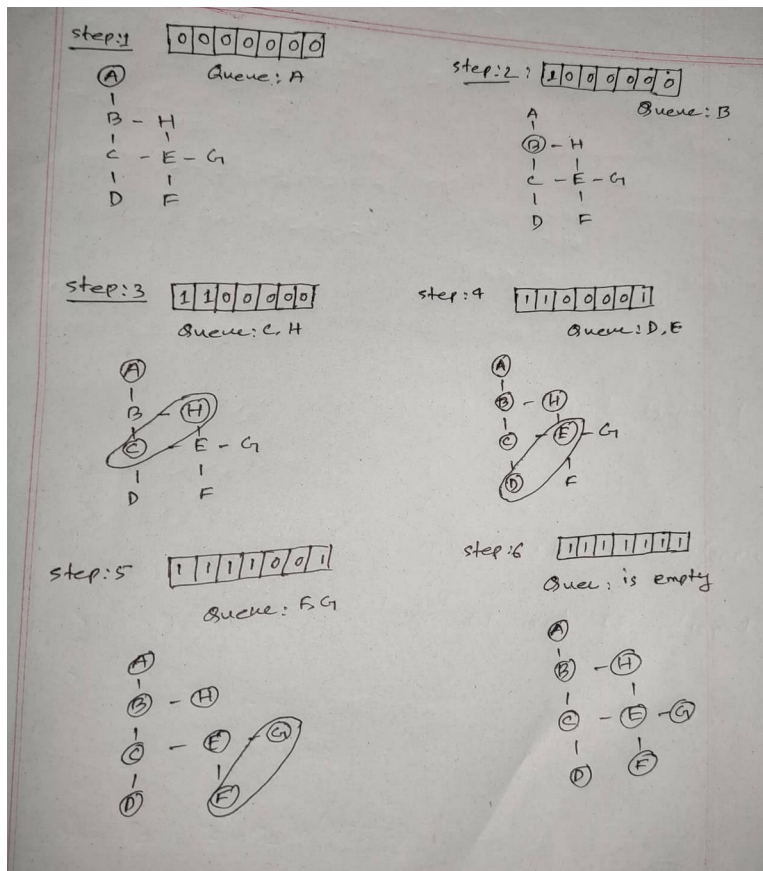 step:1 0 0 0 0 0 0 0
Queue: A
A
B - H
C - E - G
D F
step:2: 1 0 0 0 0 0 0
Queue: B
A
B - H
C - E - G
D F
step:3 1 1 0 0 0 0 0
Queue: C, H
A
B - H
C - E - G
D F
step:4 1 1 0 0 0 0 1
Queue: D, E
A
B - H
C - E - G
D F
step:5 1 1 1 1 0 0 1
Queue: F, G
A
B - H
C - E - G
D F
step:6 1 1 1 1 1 1 1
Quee: is empty
A
B - H
C - E - G
D F